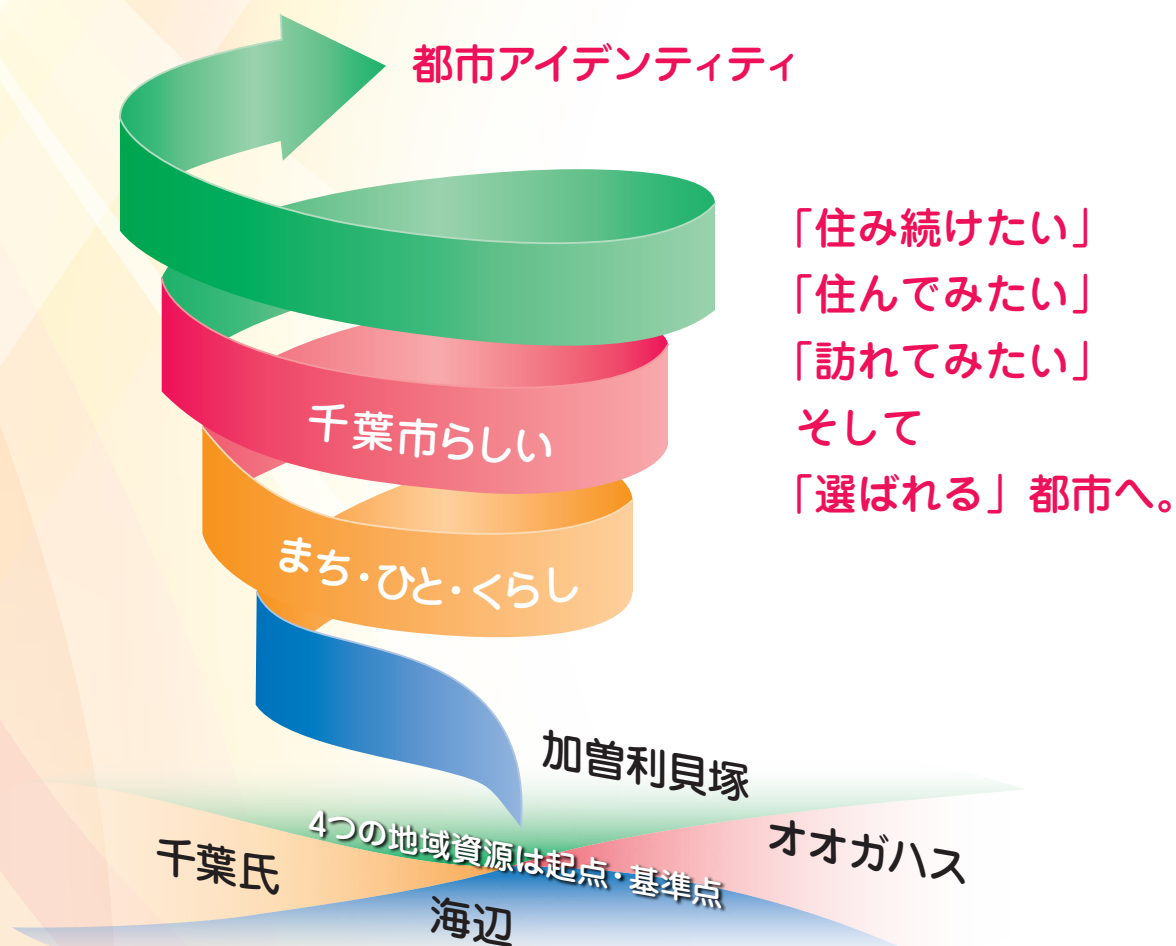 都市アイデンティティ
「住み続けたい」
「住んでみたい」
「訪れてみたい」
そして
「選ばれる」都市へ。
千葉市らしい
まち・ひと・くらし
加曽利貝塚
オオガハス
4つの地域資源は起点・基準点
千葉氏
海辺